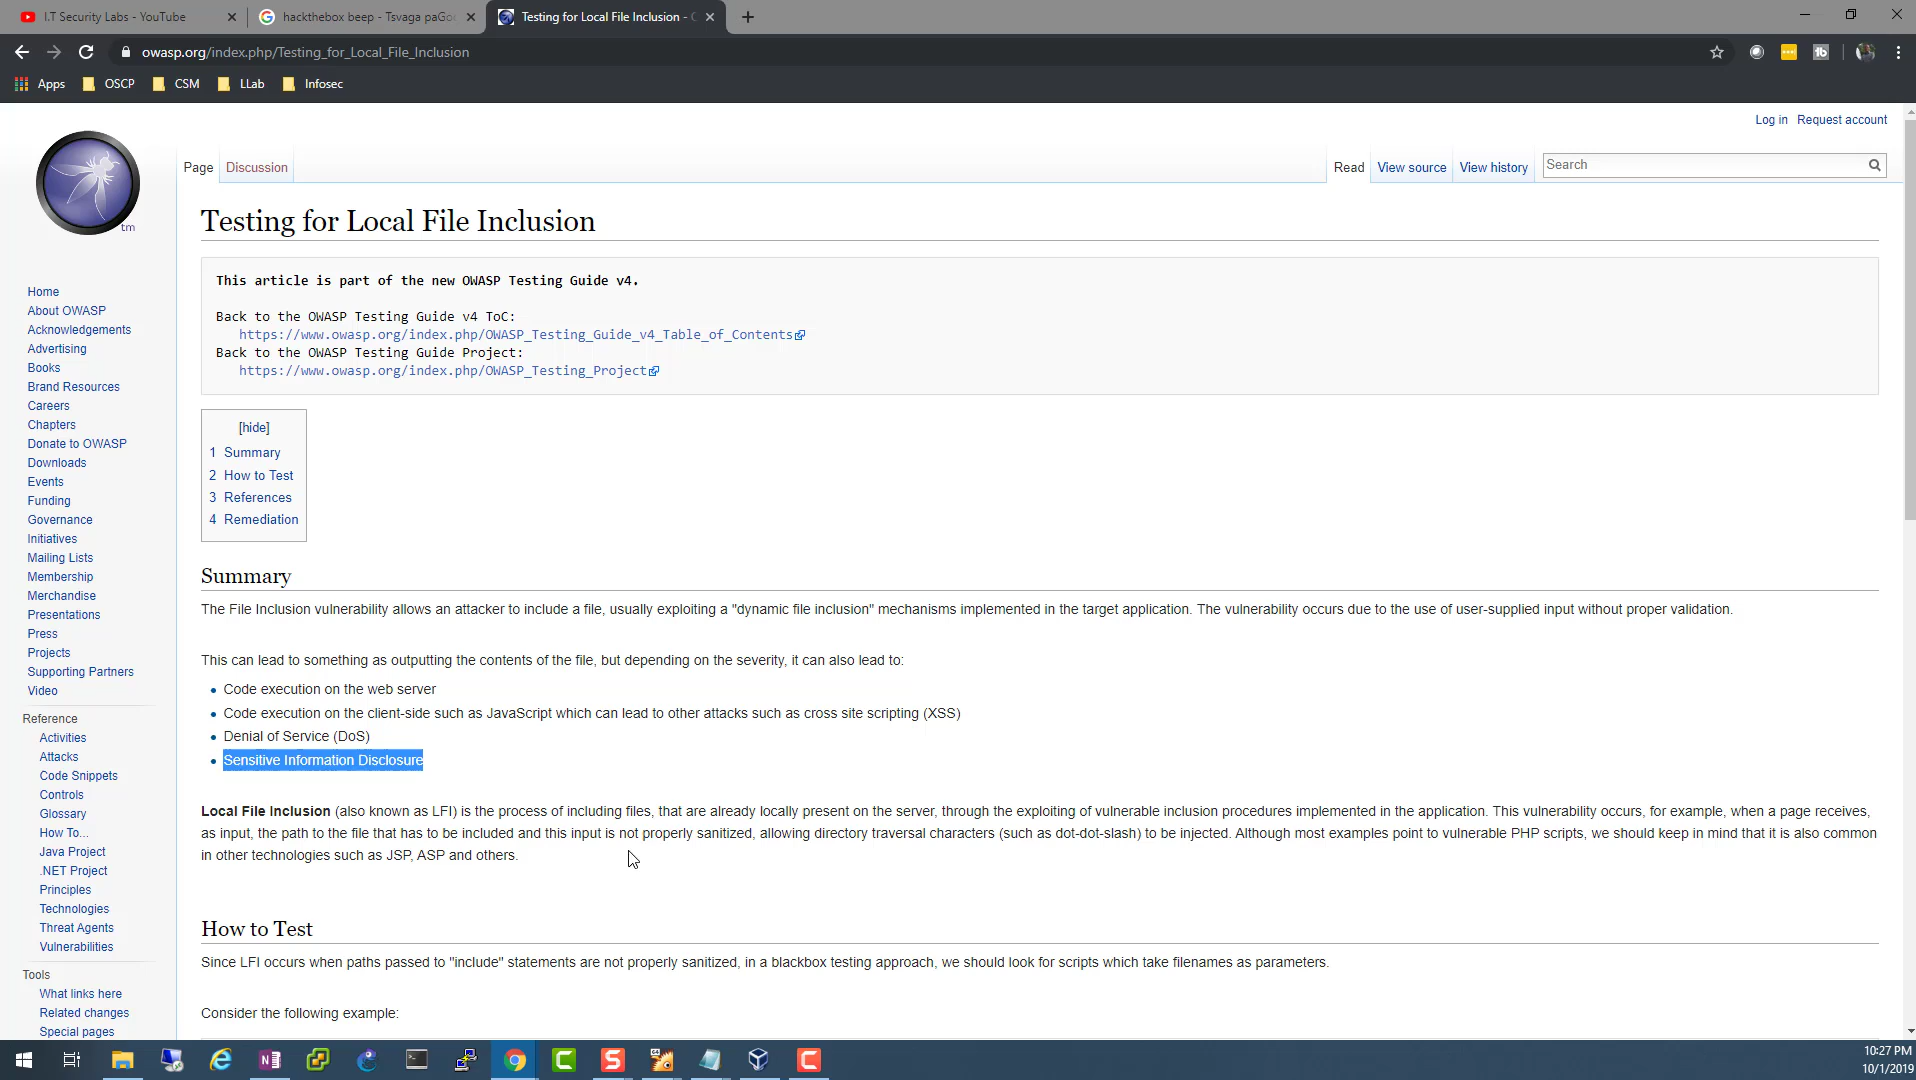 I.T Security Labs - YouTube
hackthebox beep - Tsvaga paGo
Testing for Local File Inclusion -
owasp.org/index.php/Testing_for_Local_File_Inclusion
Apps
OSCP
CSM
LLab
Infosec
Log in
Request account
tm
Page
Discussion
Read
View source
View history
Search
Testing for Local File Inclusion
This article is part of the new OWASP Testing Guide v4.
Back to the OWASP Testing Guide v4 ToC:
https://www.owasp.org/index.php/OWASP_Testing_Guide_v4_Table_of_Contents
Back to the OWASP Testing Guide Project:
https://www.owasp.org/index.php/OWASP_Testing_Project
[hide]
1 Summary
2 How to Test
3 References
4 Remediation
Summary
The File Inclusion vulnerability allows an attacker to include a file, usually exploiting a "dynamic file inclusion" mechanisms implemented in the target application. The vulnerability occurs due to the use of user-supplied input without proper validation.
This can lead to something as outputting the contents of the file, but depending on the severity, it can also lead to:
Code execution on the web server
Code execution on the client-side such as JavaScript which can lead to other attacks such as cross site scripting (XSS)
Denial of Service (DoS)
Sensitive Information Disclosure
Local File Inclusion (also known as LFI) is the process of including files, that are already locally present on the server, through the exploiting of vulnerable inclusion procedures implemented in the application. This vulnerability occurs, for example, when a page receives,
as input, the path to the file that has to be included and this input is not properly sanitized, allowing directory traversal characters (such as dot-dot-slash) to be injected. Although most examples point to vulnerable PHP scripts, we should keep in mind that it is also common
in other technologies such as JSP, ASP and others.
How to Test
Since LFI occurs when paths passed to "include" statements are not properly sanitized, in a blackbox testing approach, we should look for scripts which take filenames as parameters.
Consider the following example:
Home
About OWASP
Acknowledgements
Advertising
Books
Brand Resources
Careers
Chapters
Donate to OWASP
Downloads
Events
Funding
Governance
Initiatives
Mailing Lists
Membership
Merchandise
Presentations
Press
Projects
Supporting Partners
Video
Reference
Activities
Attacks
Code Snippets
Controls
Glossary
How To...
Java Project
.NET Project
Principles
Technologies
Threat Agents
Vulnerabilities
Tools
What links here
Related changes
Special pages
10:27 PM
10/1/2019